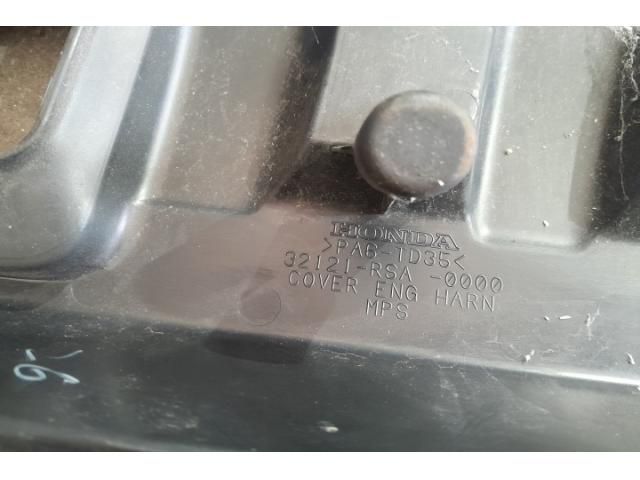 HONDA
>PA6-TD35<
32121-RSA -0000
COVER ENG HARN
MPS